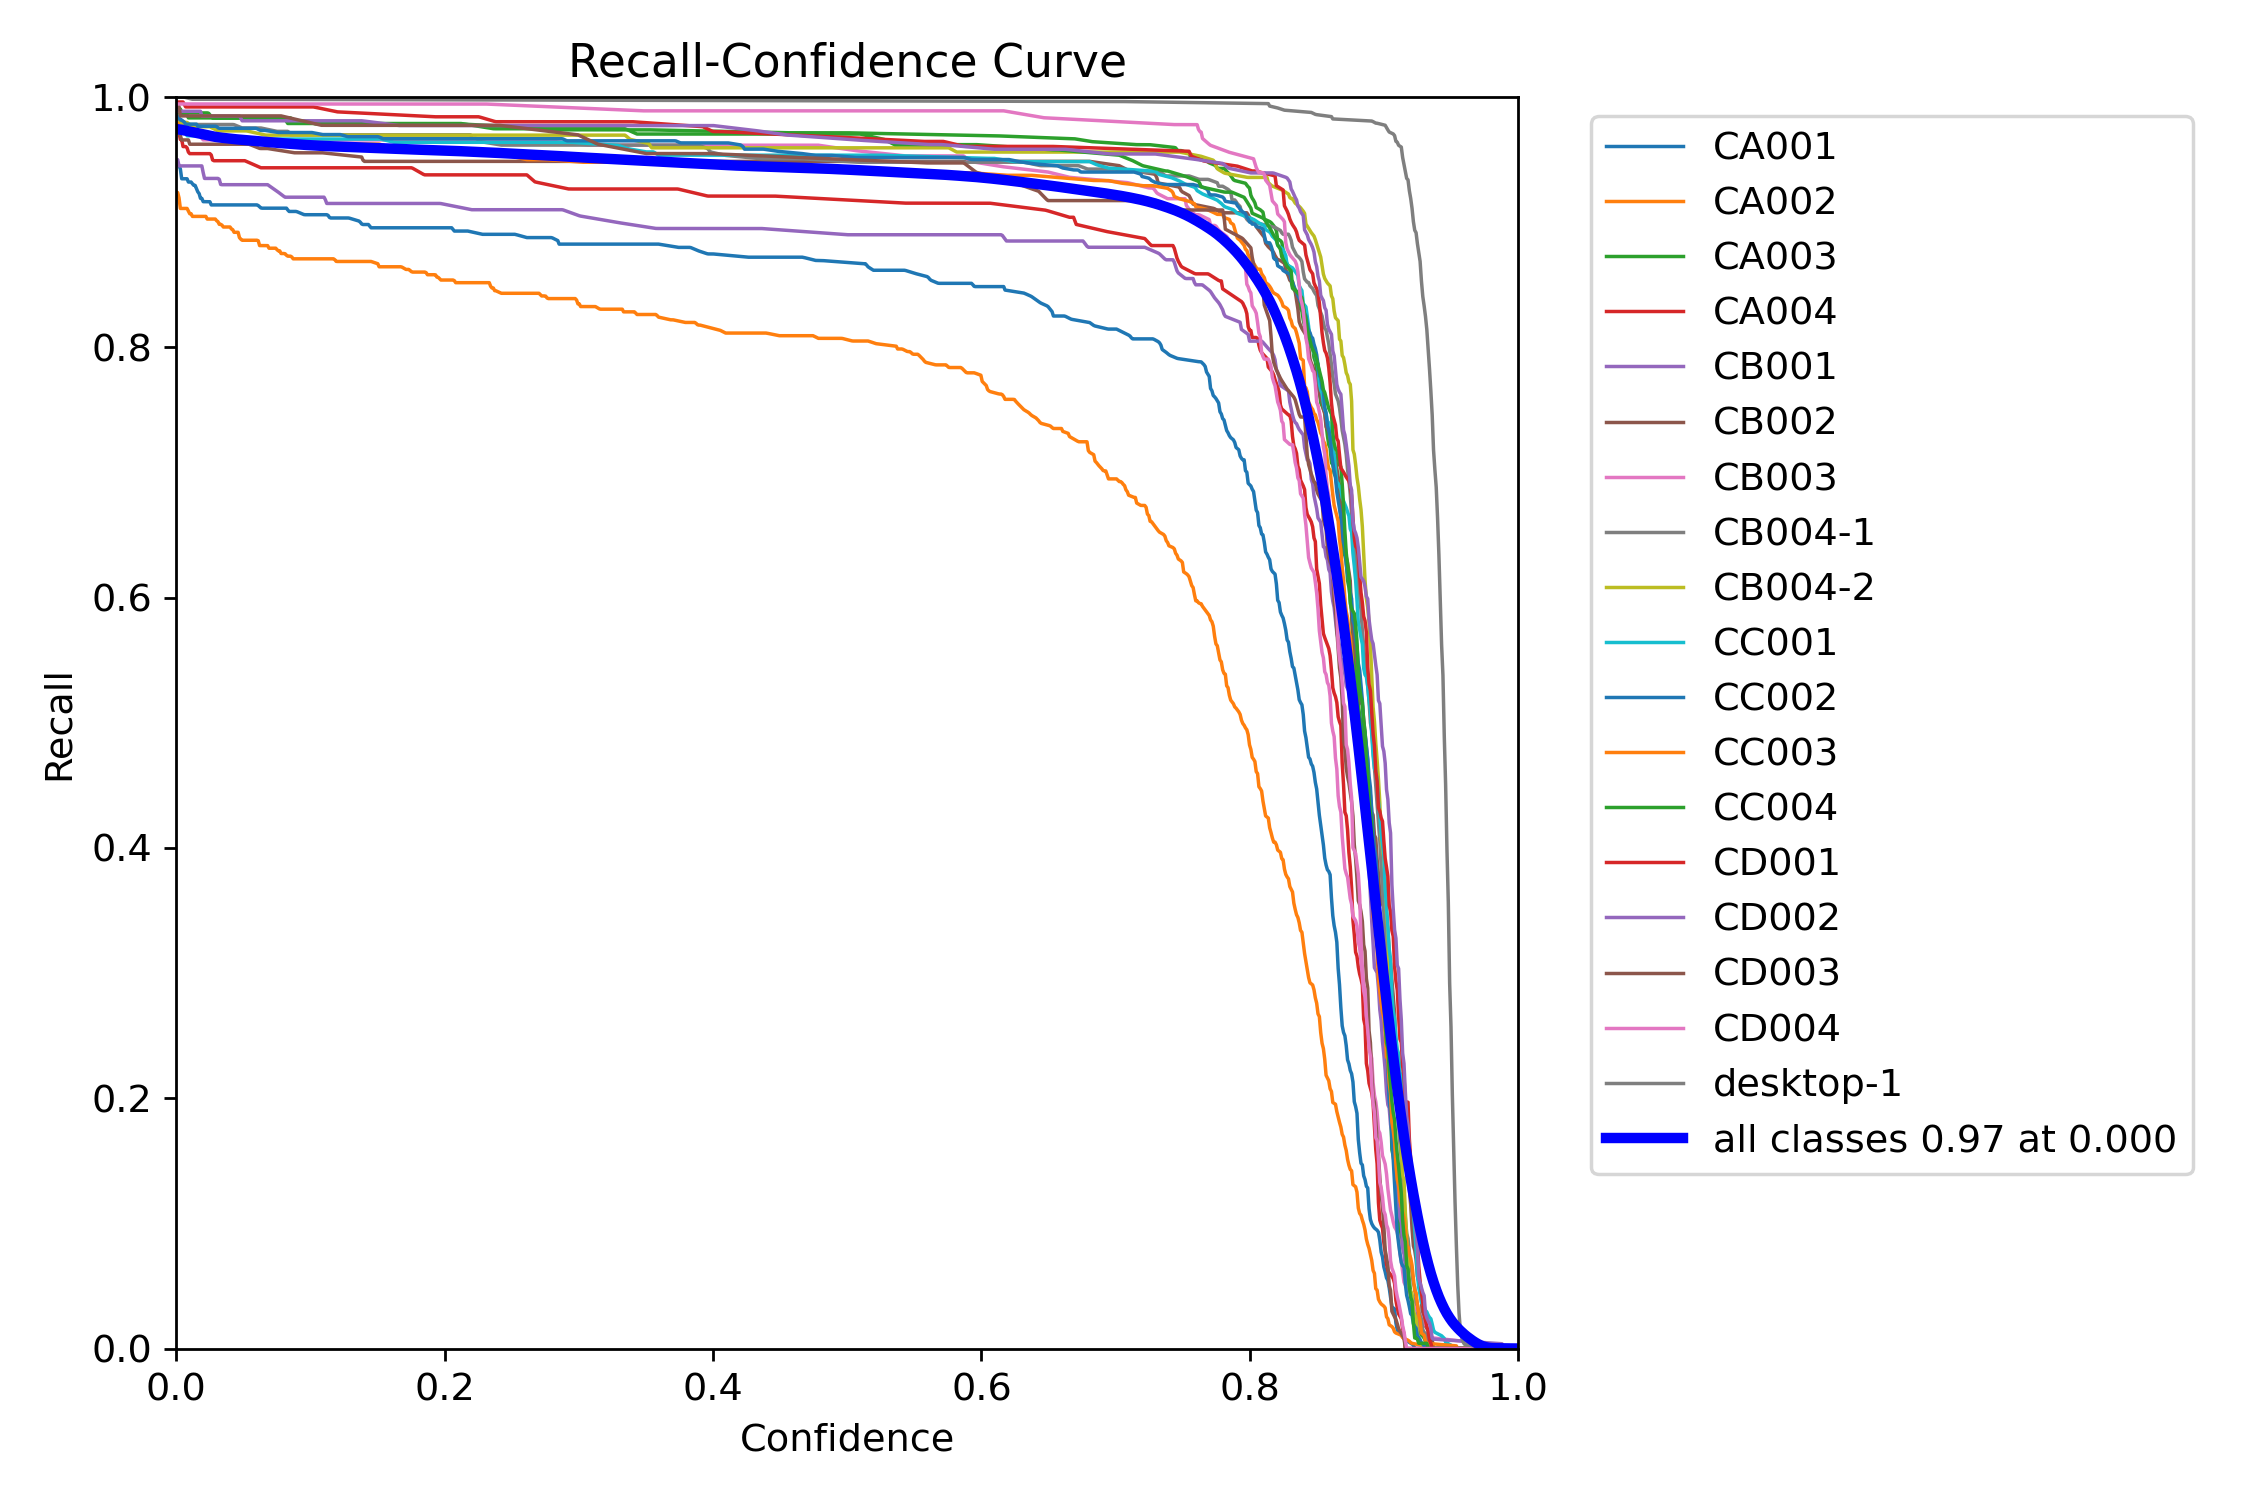 Recall-Confidence Curve
1.0
0.8
0.6
0.4
0.2
0.0
Recall
0.0 0.2 0.4 0.6 0.8 1.0
Confidence
CA001
CA002
CA003
CA004
CB001
CB002
CB003
CB004-1
CB004-2
CC001
CC002
CC003
CC004
CD001
CD002
CD003
CD004
desktop-1
all classes 0.97 at 0.000